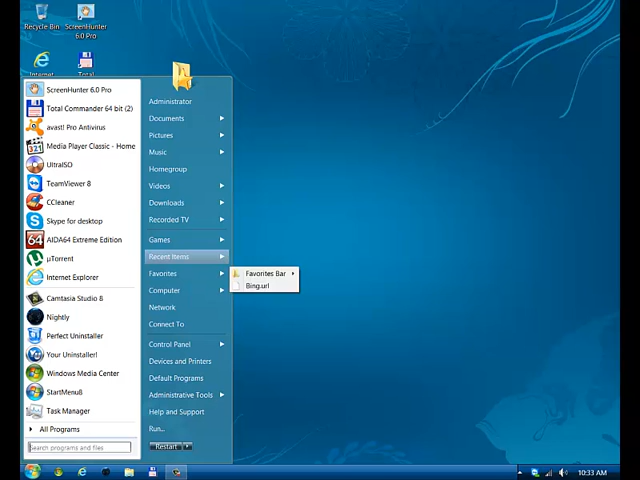 Recycle Bin
ScreenHunter
6.0 Pro
Internet
Total
ScreenHunter 6.0 Pro
Total Commander 64 bit (2)
avast! Pro Antivirus
Media Player Classic - Home
UltraISO
TeamViewer 8
CCleaner
Skype for desktop
AIDA64 Extreme Edition
µTorrent
Internet Explorer
Camtasia Studio 8
Nightly
Perfect Uninstaller
Your Uninstaller!
Windows Media Center
StartMenu8
Task Manager
All Programs
Search programs and files
Administrator
Documents
Pictures
Music
Homegroup
Videos
Downloads
Recorded TV
Games
Recent Items
Favorites
Computer
Network
Connect To
Control Panel
Devices and Printers
Default Programs
Administrative Tools
Help and Support
Run...
Restart
Favorites Bar
Bing.url
10:33 AM